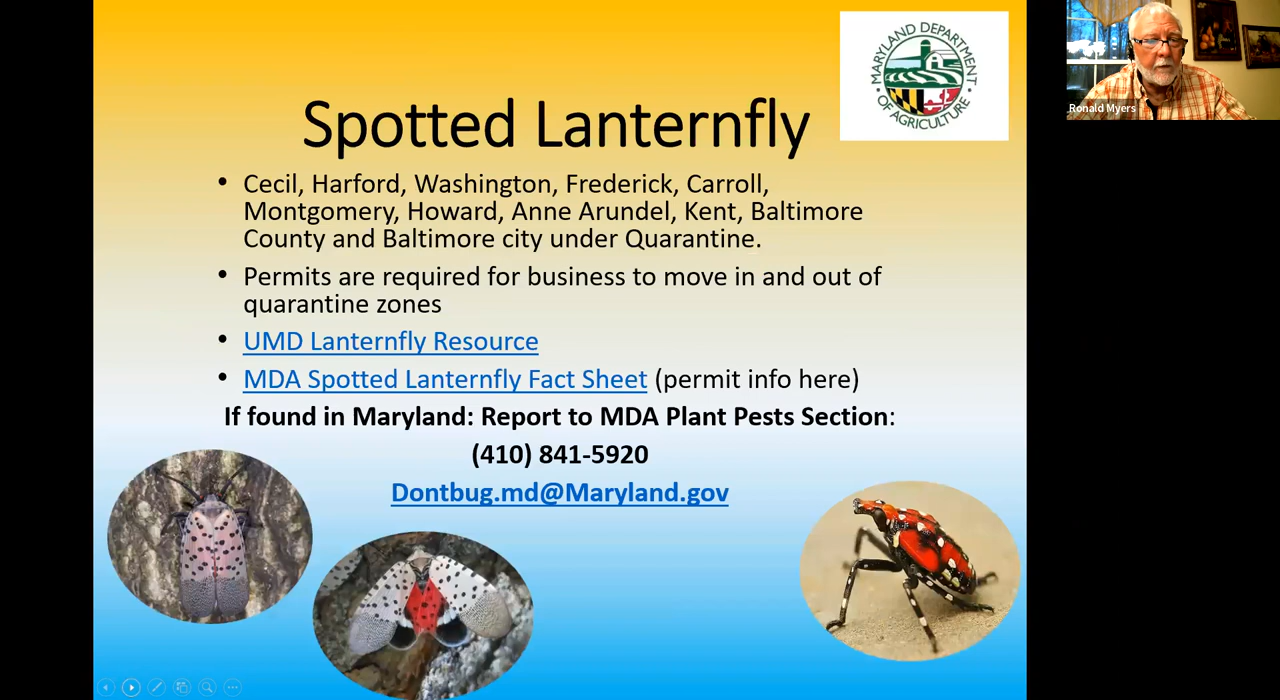 MARYLAND DEPARTMENT
OF AGRICULTURE
Ronald Myers
Spotted Lanternfly
• Cecil, Harford, Washington, Frederick, Carroll,
Montgomery, Howard, Anne Arundel, Kent, Baltimore
County and Baltimore city under Quarantine.
• Permits are required for business to move in and out of
quarantine zones
• UMD Lanternfly Resource
• MDA Spotted Lanternfly Fact Sheet (permit info here)
If found in Maryland: Report to MDA Plant Pests Section:
(410) 841-5920
Dontbug.md@Maryland.gov